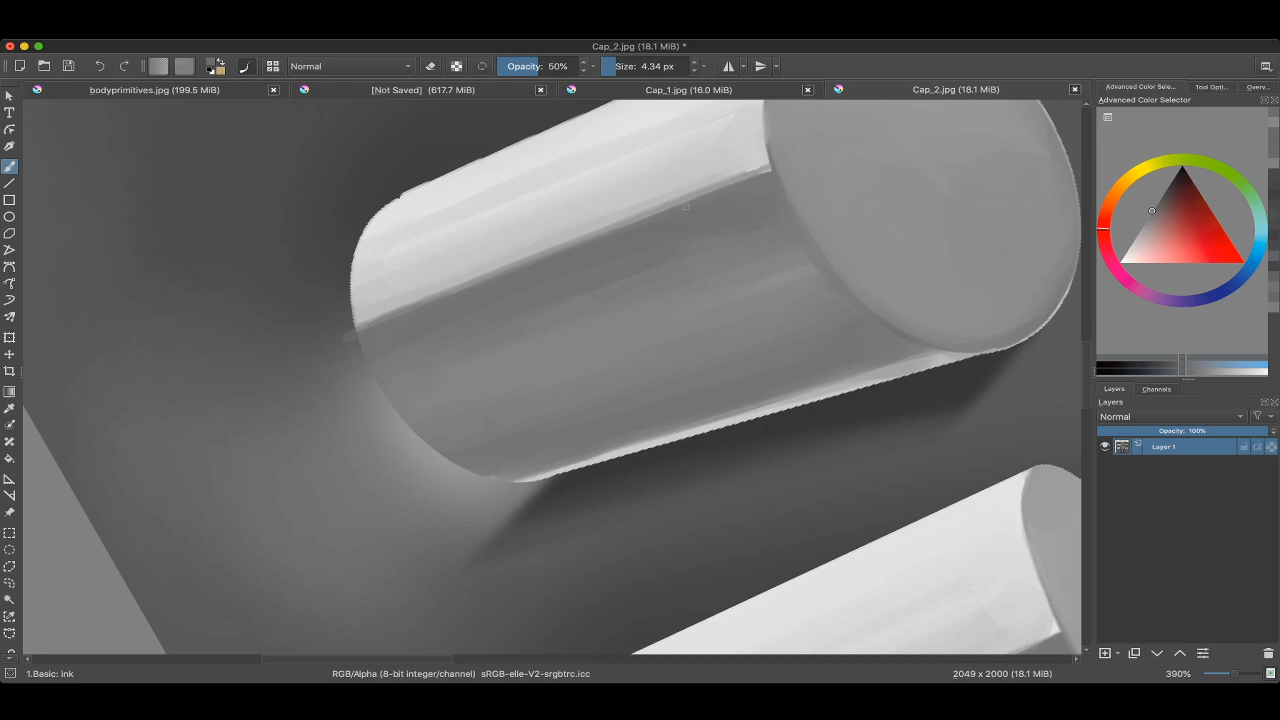 Cap_2.jpg (18.1 MiB) *
Normal
Opacity: 50%
Size: 4.34 px
bodyprimitives.jpg (199.5 MiB)
[Not Saved] (617.7 MiB)
Cap_1.jpg (16.0 MiB)
Cap_2.jpg (18.1 MiB)
Advanced Color Sele...
Tool Opti...
Overv...
Advanced Color Selector
Layers
Channels
Layers
Normal
Opacity: 100%
Layer 1
1.Basic: ink
RGB/Alpha (8-bit integer/channel) sRGB-elle-V2-srgbtrc.icc
2049 x 2000 (18.1 MiB)
390%